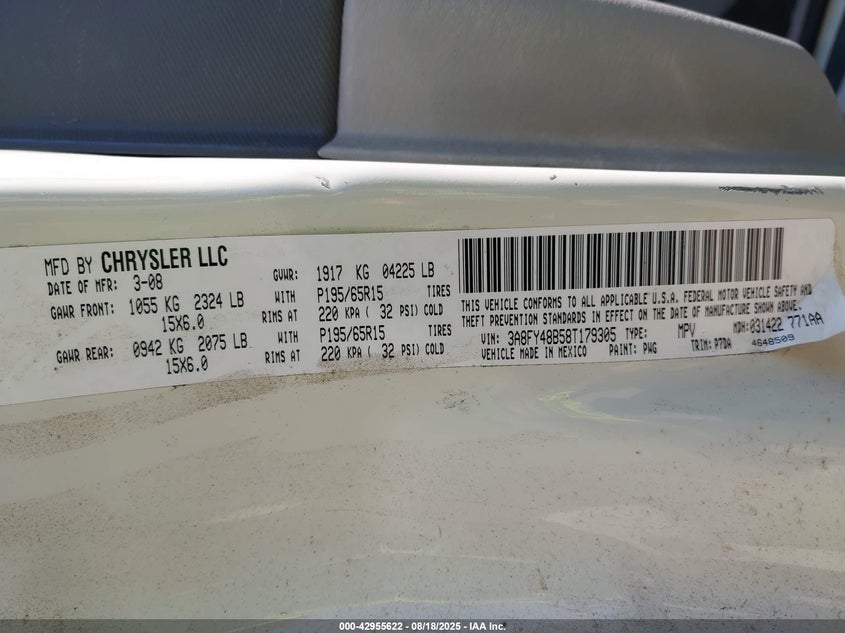 MFD BY CHRYSLER LLC
DATE OF MFR: 3-08
GVWR: 1917 KG 04225 LB
GAWR FRONT: 1055 KG 2324 LB WITH P195/65R15 TIRES
15X6.0 RIMS AT 220 KPA ( 32 PSI) COLD
GAWR REAR: 0942 KG 2075 LB WITH P195/65R15 TIRES
15X6.0 RIMS AT 220 KPA ( 32 PSI) COLD
THIS VEHICLE CONFORMS TO ALL APPLICABLE U.S.A. FEDERAL MOTOR VEHICLE SAFETY AND
THEFT PREVENTION STANDARDS IN EFFECT ON THE DATE OF MANUFACTURE SHOWN ABOVE.
VIN: 3A8FY48B58T179305 TYPE: MPV MDH: 031422 771AA
VEHICLE MADE IN MEXICO PAINT: PWG TRIM: P7DA 4648509
000-42955622 - 08/18/2025 - IAA Inc.